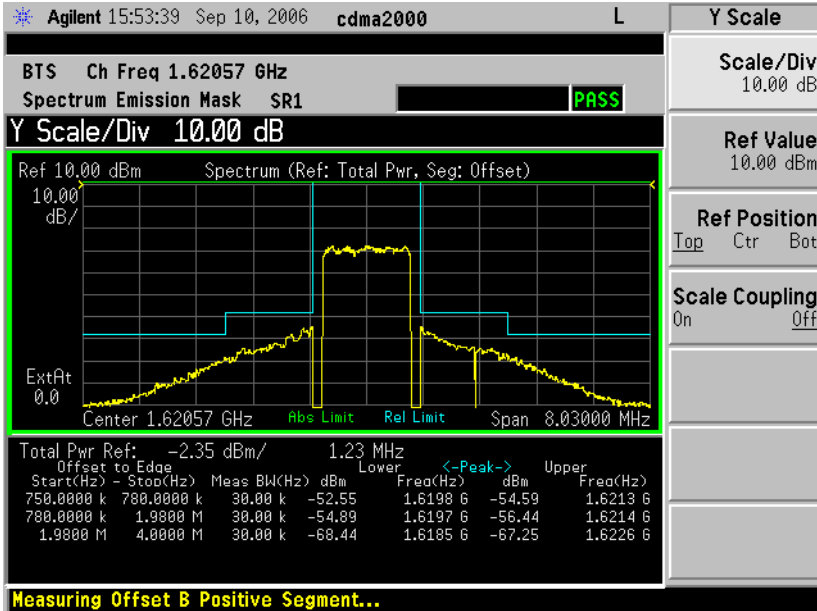 Agilent 15:53:39 Sep 10, 2006 cdma2000 L
BTS Ch Freq 1.62057 GHz
Spectrum Emission Mask SR1 PASS
Y Scale/Div 10.00 dB
Ref 10.00 dBm Spectrum (Ref: Total Pwr, Seg: Offset)
10.00
dB/
ExtAt
0.0
Center 1.62057 GHz Abs Limit Rel Limit Span 8.03000 MHz
Total Pwr Ref: -2.35 dBm/ 1.23 MHz
Offset to Edge Lower <-Peak-> Upper
Start(Hz) - Stop(Hz) Meas BW(Hz) dBm Freq(Hz) dBm Freq(Hz)
750.0000 k 780.0000 k 30.00 k -52.55 1.6198 G -54.59 1.6213 G
780.0000 k 1.9800 M 30.00 k -54.89 1.6197 G -56.44 1.6214 G
1.9800 M 4.0000 M 30.00 k -68.44 1.6185 G -67.25 1.6226 G
Measuring Offset B Positive Segment...
Y Scale
Scale/Div
10.00 dB
Ref Value
10.00 dBm
Ref Position
Top Ctr Bot
Scale Coupling
On Off